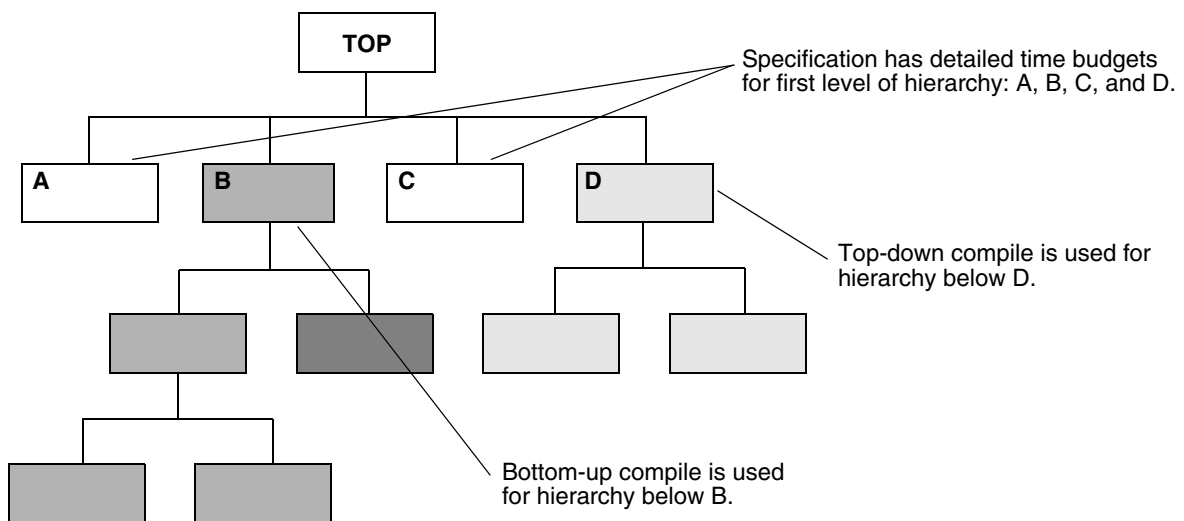 TOP
Specification has detailed time budgets
for first level of hierarchy: A, B, C, and D.
A
B
C
D
Top-down compile is used for
hierarchy below D.
Bottom-up compile is used
for hierarchy below B.